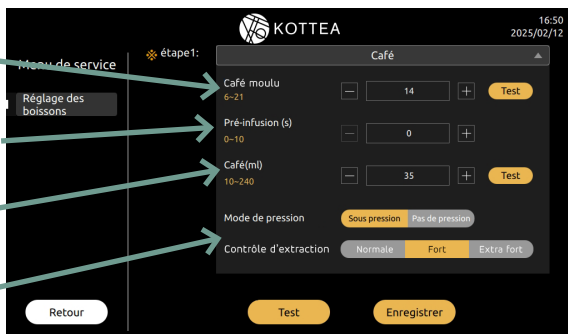 KOTTEA
16:50
2025/02/12
Menu de service
Réglage des
boissons
étape1:
Café
Café moulu
6~21
14
Test
Pré-infusion (s)
0~10
0
Café(ml)
10~240
35
Test
Mode de pression
Sous pression
Pas de pression
Contrôle d'extraction
Normale
Fort
Extra fort
Retour
Test
Enregistrer